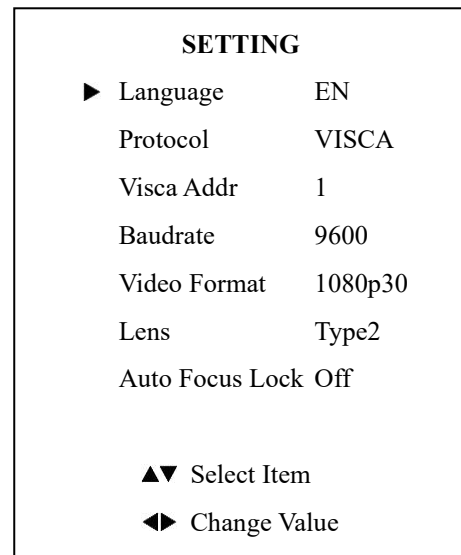 SETTING
▶ Language EN
Protocol VISCA
Visca Addr 1
Baudrate 9600
Video Format 1080p30
Lens Type2
Auto Focus Lock Off
▲▼ Select Item
◀▶ Change Value